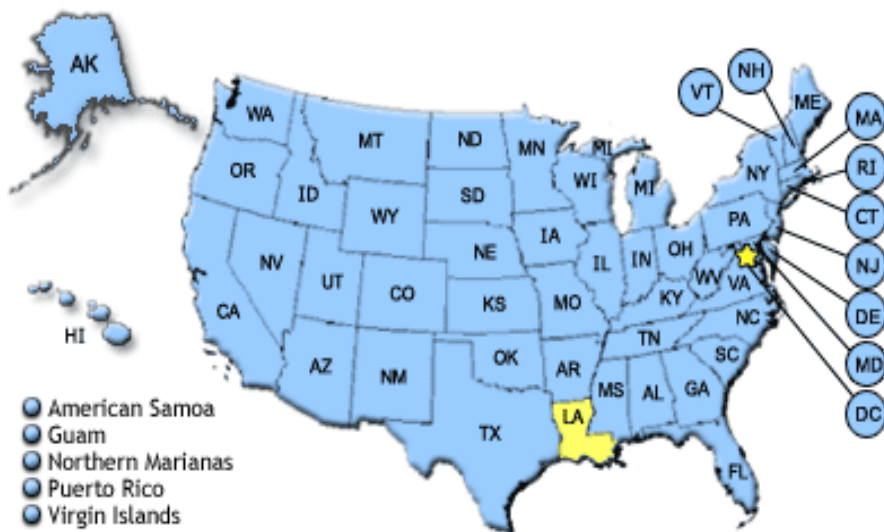 AK
WA
MT
ND
MN
MI
VT
NH
ME
MA
OR
ID
SD
WI
MI
NY
RI
WY
CT
NV
UT
CO
NE
IA
IL
IN
OH
PA
NJ
CA
KS
MO
KY
WV
VA
DE
HI
AZ
NM
OK
AR
TN
NC
MD
TX
LA
MS
AL
GA
SC
DC
FL
American Samoa
Guam
Northern Marianas
Puerto Rico
Virgin Islands